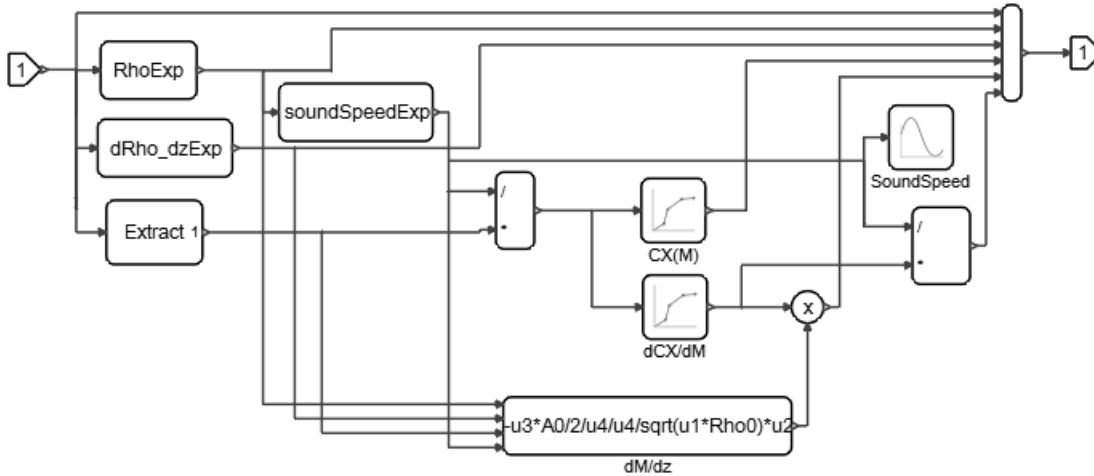 1
1
RhoExp
soundSpeedExp
dRho_dzExp
SoundSpeed
/
*
Extract 1
/
*
CX(M)
dCX/dM
x
-u3*A0/2/u4/u4/sqrt(u1*Rho0)*u2
dM/dz